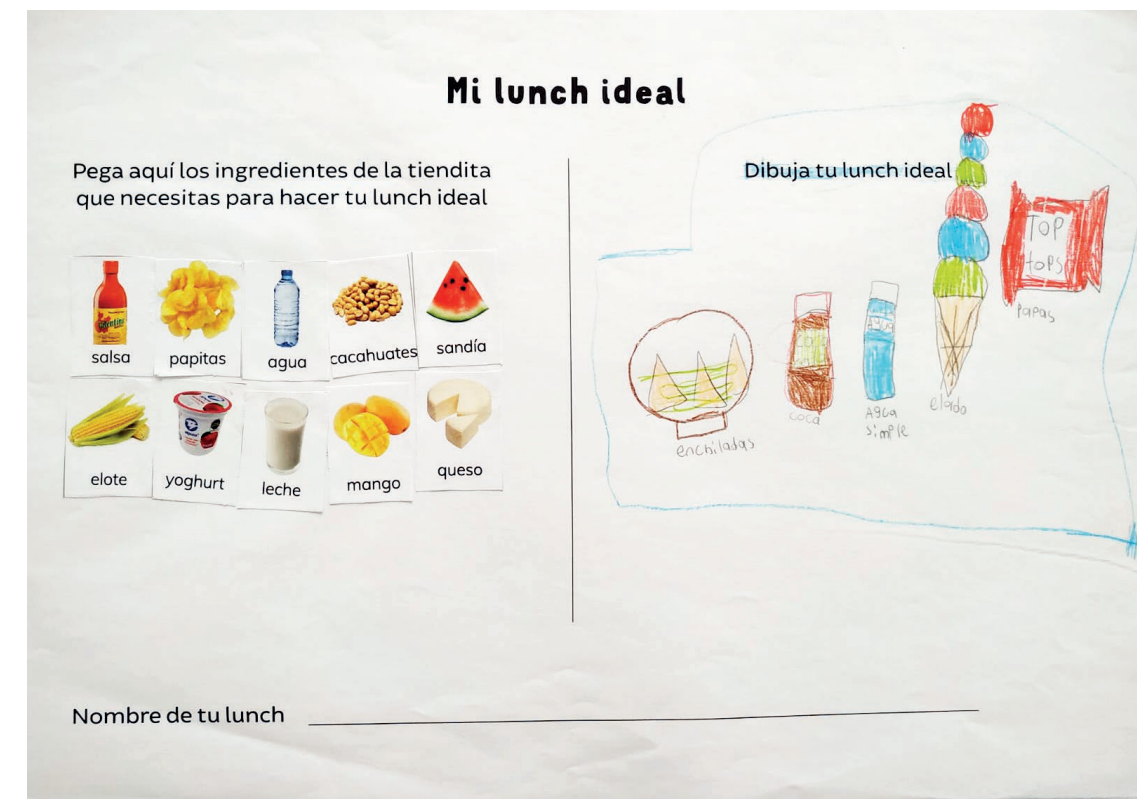 Mi lunch ideal
Pega aquí los ingredientes de la tiendita
que necesitas para hacer tu lunch ideal
salsa
papitas
agua
cacahuates
sandía
elote
yoghurt
leche
mango
queso
Dibuja tu lunch ideal
TOP
toPS
PaPas
enchiladas
coca
Agua
Agua
simPle
elado
Nombre de tu lunch